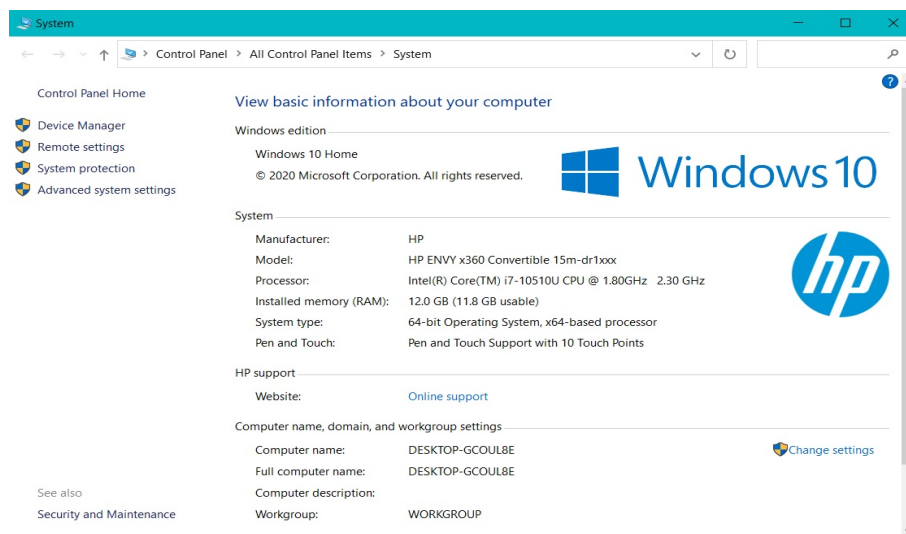 System
Control Panel > All Control Panel Items > System
?
Control Panel Home
Device Manager
Remote settings
System protection
Advanced system settings
View basic information about your computer
Windows edition
Windows 10 Home
© 2020 Microsoft Corporation. All rights reserved.
Windows 10
System
Manufacturer: HP
Model: HP ENVY x360 Convertible 15m-dr1xxx
Processor: Intel(R) Core(TM) i7-10510U CPU @ 1.80GHz 2.30 GHz
Installed memory (RAM): 12.0 GB (11.8 GB usable)
System type: 64-bit Operating System, x64-based processor
Pen and Touch: Pen and Touch Support with 10 Touch Points
hp
HP support
Website: Online support
Computer name, domain, and workgroup settings
Computer name: DESKTOP-GCOUL8E
Change settings
Full computer name: DESKTOP-GCOUL8E
Computer description:
Workgroup: WORKGROUP
See also
Security and Maintenance